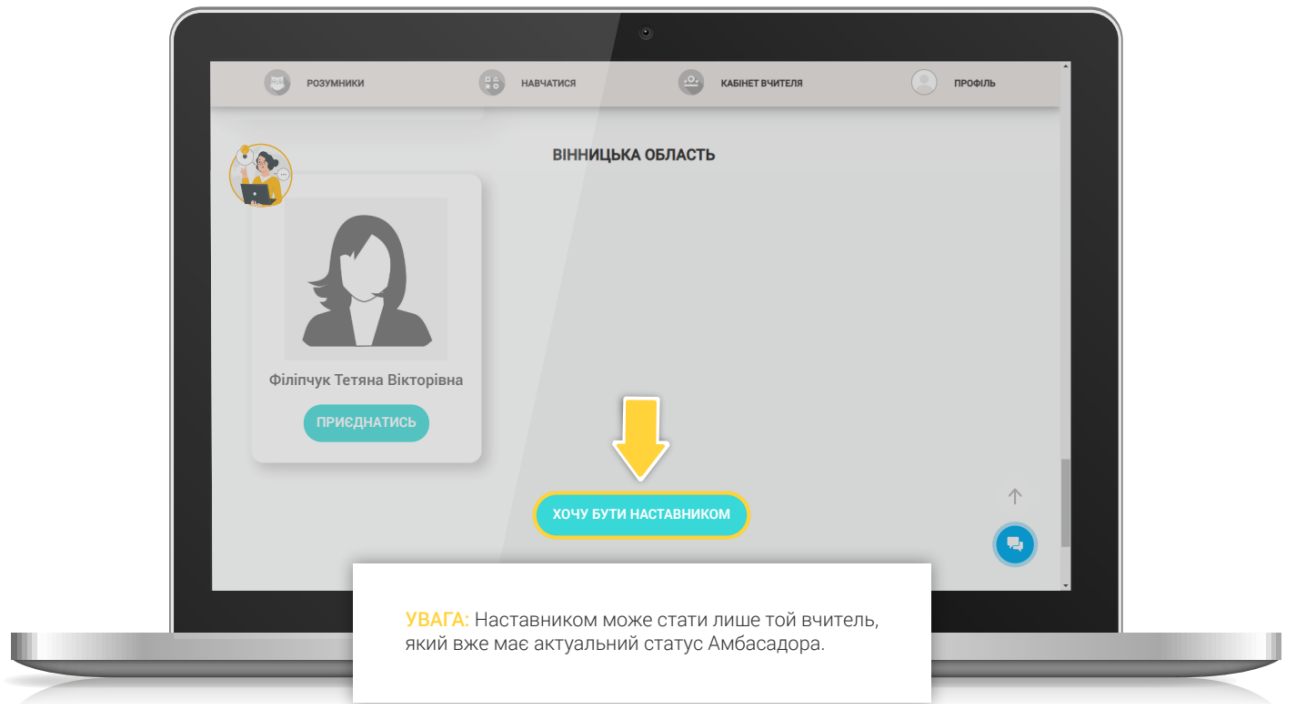 РОЗУМНИКИ
НАВЧАТИСЯ
КАБІНЕТ ВЧИТЕЛЯ
ПРОФІЛЬ
ВІННИЦЬКА ОБЛАСТЬ
Філіпчук Тетяна Вікторівна
ПРИЄДНАТИСЬ
ХОЧУ БУТИ НАСТАВНИКОМ
УВАГА: Наставником може стати лише той вчитель,
який вже має актуальний статус Амбасадора.